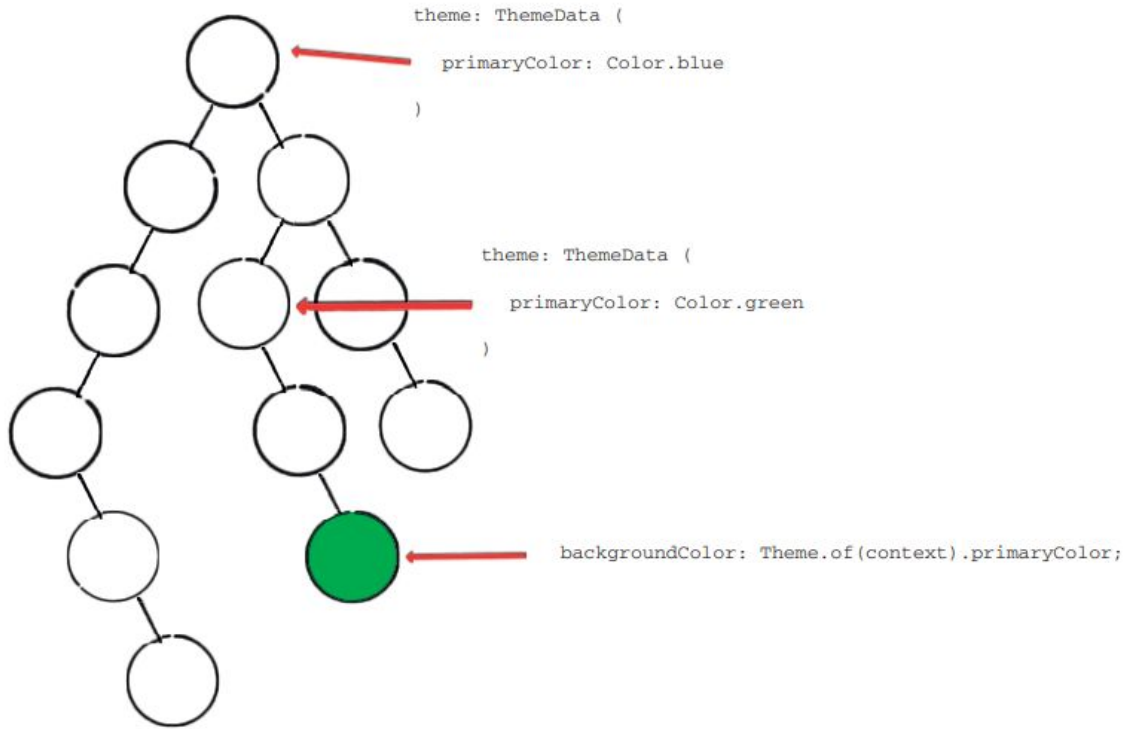 theme: ThemeData (
primaryColor: Color.blue
)
theme: ThemeData (
primaryColor: Color.green
)
backgroundColor: Theme.of(context).primaryColor;